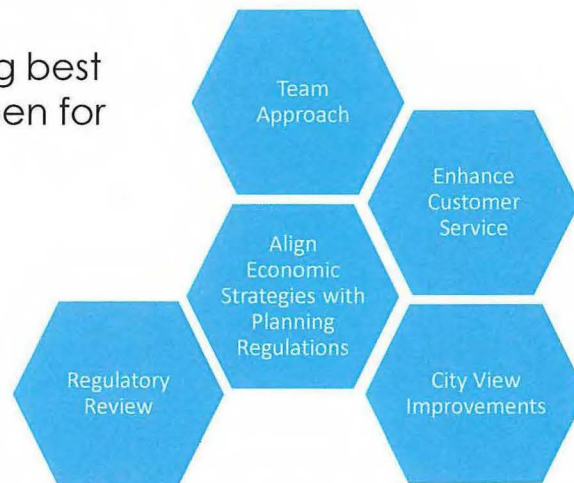 g best
en for
Team
Approach
Enhance
Customer
Service
Align
Economic
Strategies with
Planning
Regulations
Regulatory
Review
City View
Improvements